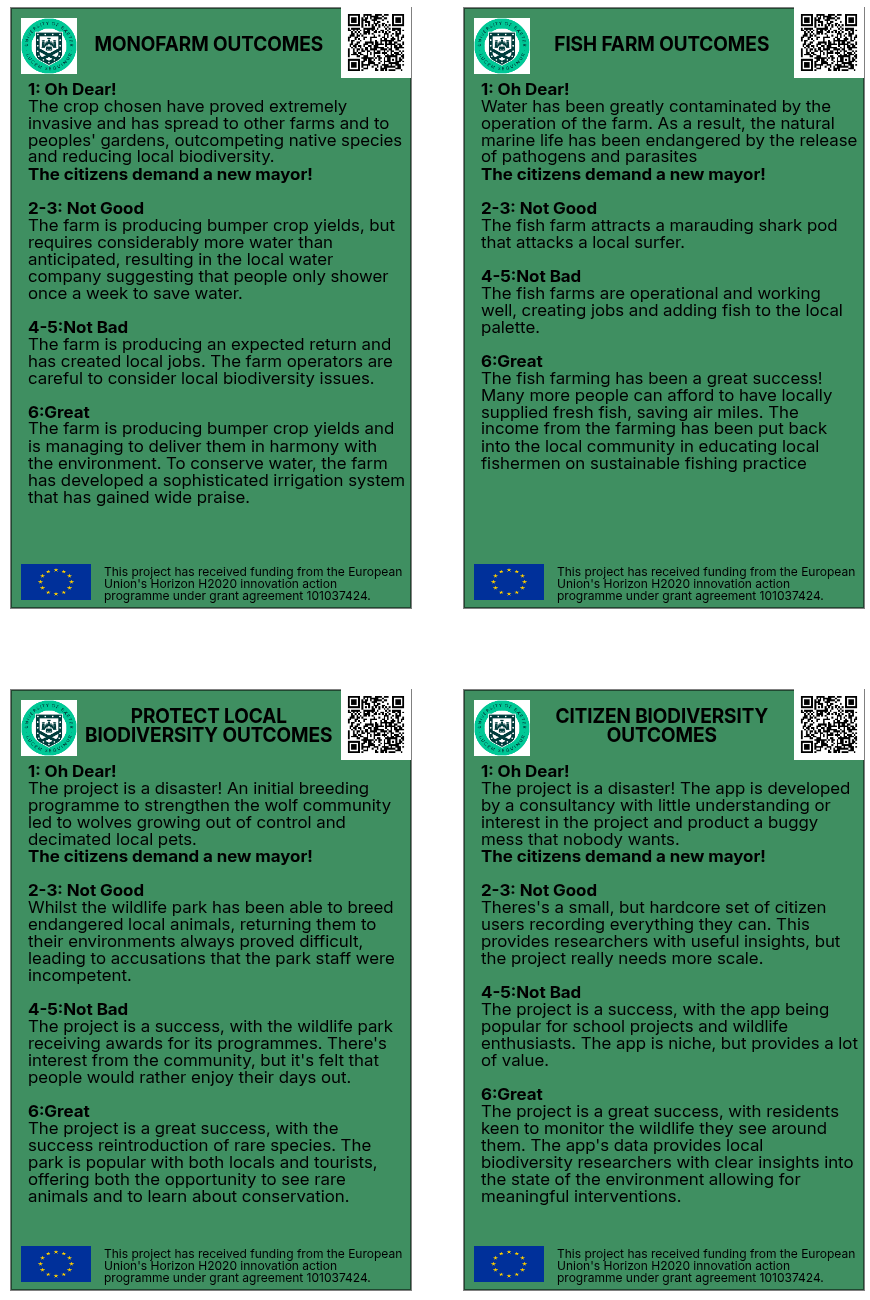 MONOFARM OUTCOMES
1: Oh Dear!
The crop chosen have proved extremely
invasive and has spread to other farms and to
peoples' gardens, outcompeting native species
and reducing local biodiversity.
The citizens demand a new mayor!
2-3: Not Good
The farm is producing bumper crop yields, but
requires considerably more water than
anticipated, resulting in the local water
company suggesting that people only shower
once a week to save water.
4-5:Not Bad
The farm is producing an expected return and
has created local jobs. The farm operators are
careful to consider local biodiversity issues.
6:Great
The farm is producing bumper crop yields and
is managing to deliver them in harmony with
the environment. To conserve water, the farm
has developed a sophisticated irrigation system
that has gained wide praise.
This project has received funding from the European
Union's Horizon H2020 innovation action
programme under grant agreement 101037424.
FISH FARM OUTCOMES
1: Oh Dear!
Water has been greatly contaminated by the
operation of the farm. As a result, the natural
marine life has been endangered by the release
of pathogens and parasites
The citizens demand a new mayor!
2-3: Not Good
The fish farm attracts a marauding shark pod
that attacks a local surfer.
4-5:Not Bad
The fish farms are operational and working
well, creating jobs and adding fish to the local
palette.
6:Great
The fish farming has been a great success!
Many more people can afford to have locally
supplied fresh fish, saving air miles. The
income from the farming has been put back
into the local community in educating local
fishermen on sustainable fishing practice
This project has received funding from the European
Union's Horizon H2020 innovation action
programme under grant agreement 101037424.
PROTECT LOCAL
BIODIVERSITY OUTCOMES
1: Oh Dear!
The project is a disaster! An initial breeding
programme to strengthen the wolf community
led to wolves growing out of control and
decimated local pets.
The citizens demand a new mayor!
2-3: Not Good
Whilst the wildlife park has been able to breed
endangered local animals, returning them to
their environments always proved difficult,
leading to accusations that the park staff were
incompetent.
4-5:Not Bad
The project is a success, with the wildlife park
receiving awards for its programmes. There's
interest from the community, but it's felt that
people would rather enjoy their days out.
6:Great
The project is a great success, with the
success reintroduction of rare species. The
park is popular with both locals and tourists,
offering both the opportunity to see rare
animals and to learn about conservation.
This project has received funding from the European
Union's Horizon H2020 innovation action
programme under grant agreement 101037424.
CITIZEN BIODIVERSITY
OUTCOMES
1: Oh Dear!
The project is a disaster! The app is developed
by a consultancy with little understanding or
interest in the project and product a buggy
mess that nobody wants.
The citizens demand a new mayor!
2-3: Not Good
Theres's a small, but hardcore set of citizen
users recording everything they can. This
provides researchers with useful insights, but
the project really needs more scale.
4-5:Not Bad
The project is a success, with the app being
popular for school projects and wildlife
enthusiasts. The app is niche, but provides a lot
of value.
6:Great
The project is a great success, with residents
keen to monitor the wildlife they see around
them. The app's data provides local
biodiversity researchers with clear insights into
the state of the environment allowing for
meaningful interventions.
This project has received funding from the European
Union's Horizon H2020 innovation action
programme under grant agreement 101037424.